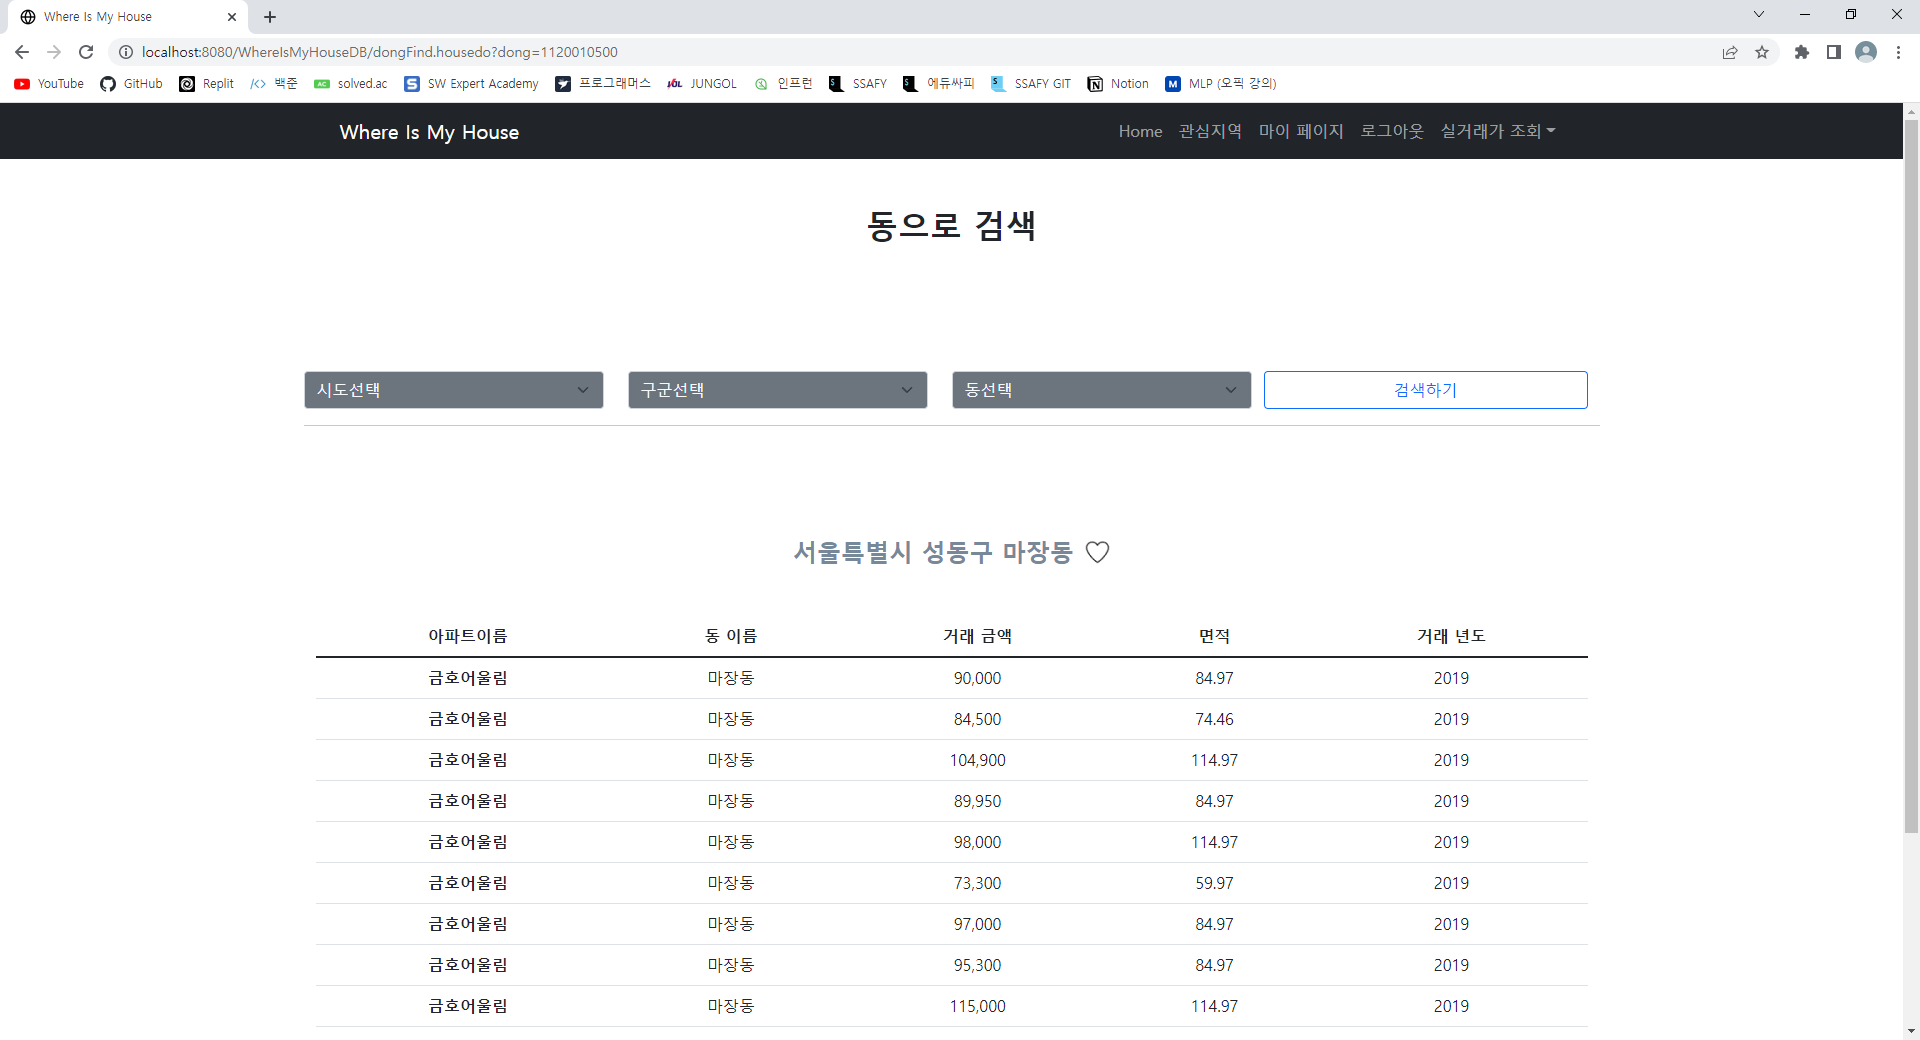 Where Is My House
localhost:8080/WhereIsMyHouseDB/dongFind.housedo?dong=1120010500
YouTube GitHub Replit 백준 solved.ac SW Expert Academy 프로그래머스 JUNGOL 인프런 SSAFY 에듀싸피 SSAFY GIT Notion MLP (오픽 강의)
Where Is My House Home 관심지역 마이 페이지 로그아웃 실거래가 조회
동으로 검색
시도선택 구군선택 동선택 검색하기
서울특별시 성동구 마장동
아파트이름 동 이름 거래 금액 면적 거래 년도
금호어울림 마장동 90,000 84.97 2019
금호어울림 마장동 84,500 74.46 2019
금호어울림 마장동 104,900 114.97 2019
금호어울림 마장동 89,950 84.97 2019
금호어울림 마장동 98,000 114.97 2019
금호어울림 마장동 73,300 59.97 2019
금호어울림 마장동 97,000 84.97 2019
금호어울림 마장동 95,300 84.97 2019
금호어울림 마장동 115,000 114.97 2019